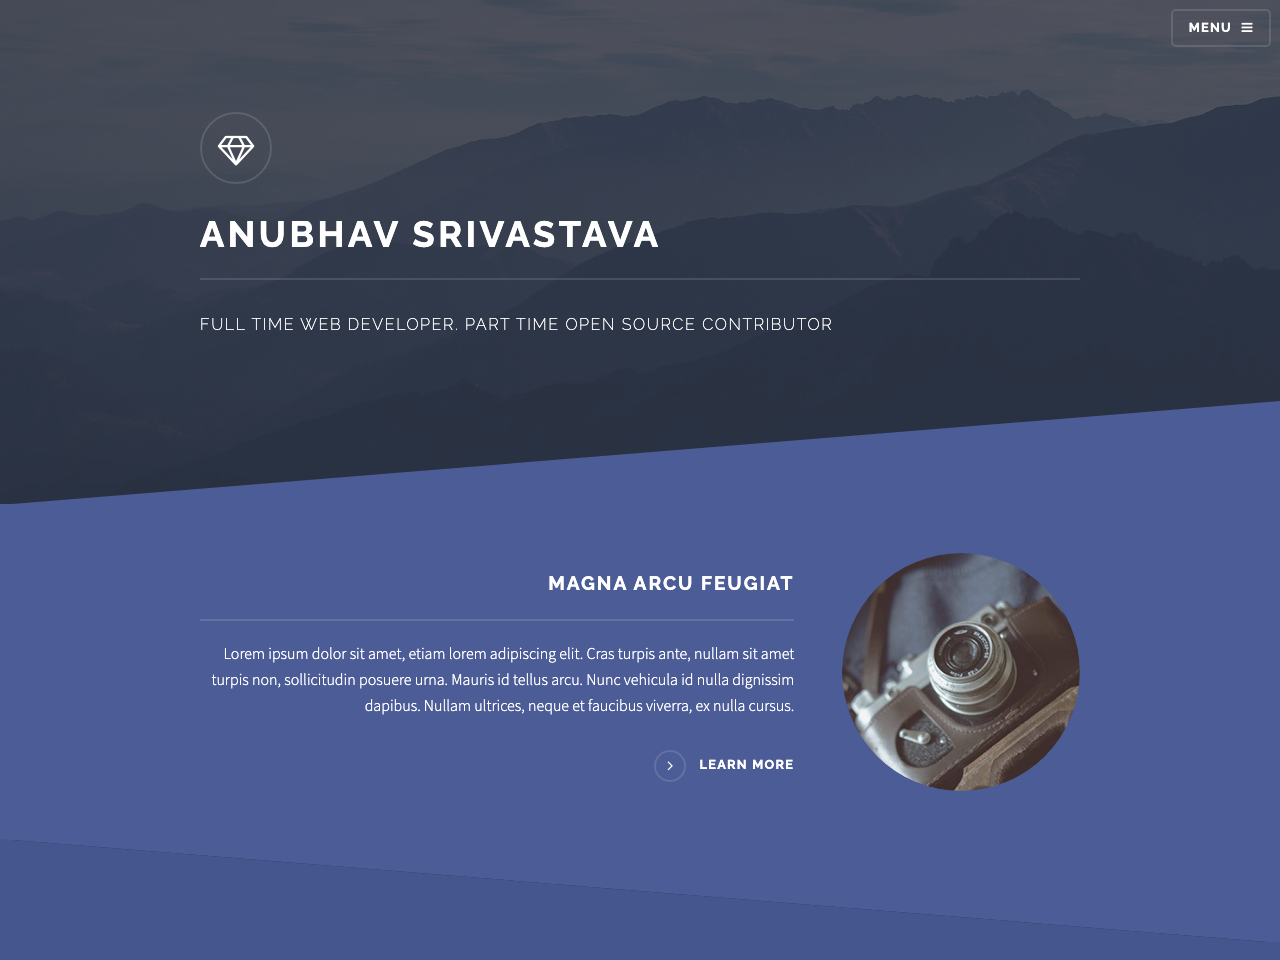 MENU
ANUBHAV SRIVASTAVA
FULL TIME WEB DEVELOPER. PART TIME OPEN SOURCE CONTRIBUTOR
MAGNA ARCU FEUGIAT
Lorem ipsum dolor sit amet, etiam lorem adipiscing elit. Cras turpis ante, nullam sit amet
turpis non, sollicitudin posuere urna. Mauris id tellus arcu. Nunc vehicula id nulla dignissim
dapibus. Nullam ultrices, neque et faucibus viverra, ex nulla cursus.
LEARN MORE